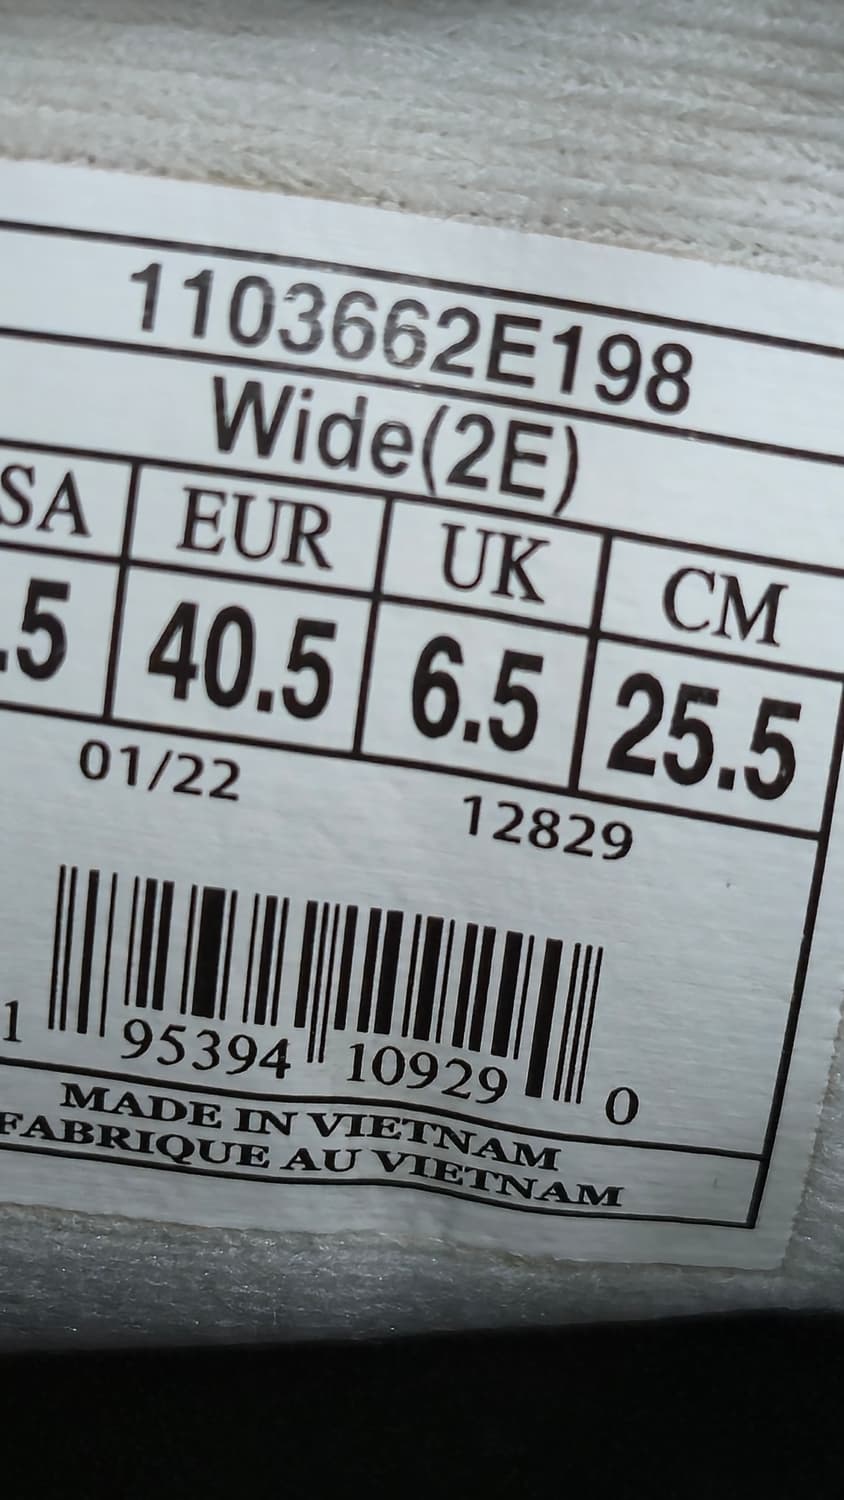 1103662E198
Wide(2E)
SA EUR UK CM
.5 40.5 6.5 25.5
01/22 12829
1 95394 10929 0
MADE IN VIETNAM
FABRIQUE AU VIETNAM